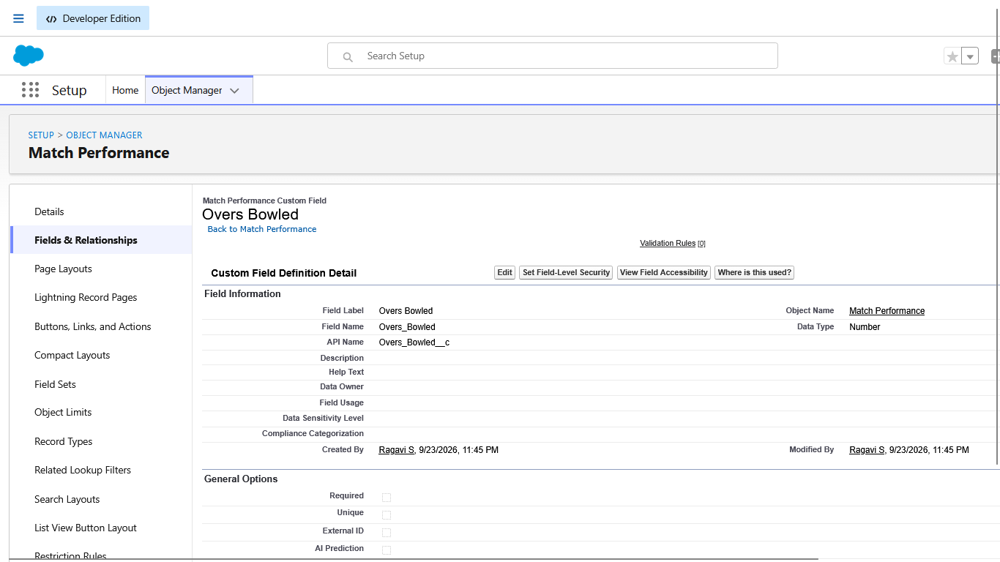 Developer Edition
Search Setup
Setup
Home
Object Manager
SETUP > OBJECT MANAGER
Match Performance
Details
Fields & Relationships
Page Layouts
Lightning Record Pages
Buttons, Links, and Actions
Compact Layouts
Field Sets
Object Limits
Record Types
Related Lookup Filters
Search Layouts
List View Button Layout
Restriction Rules
Match Performance Custom Field
Overs Bowled
Back to Match Performance
Validation Rules [0]
Custom Field Definition Detail
Edit
Set Field-Level Security
View Field Accessibility
Where is this used?
Field Information
Field Label Overs Bowled Object Name Match Performance
Field Name Overs_Bowled Data Type Number
API Name Overs_Bowled__c
Description
Help Text
Data Owner
Field Usage
Data Sensitivity Level
Compliance Categorization
Created By Ragavi S, 9/23/2026, 11:45 PM Modified By Ragavi S, 9/23/2026, 11:45 PM
General Options
Required
Unique
External ID
AI Prediction